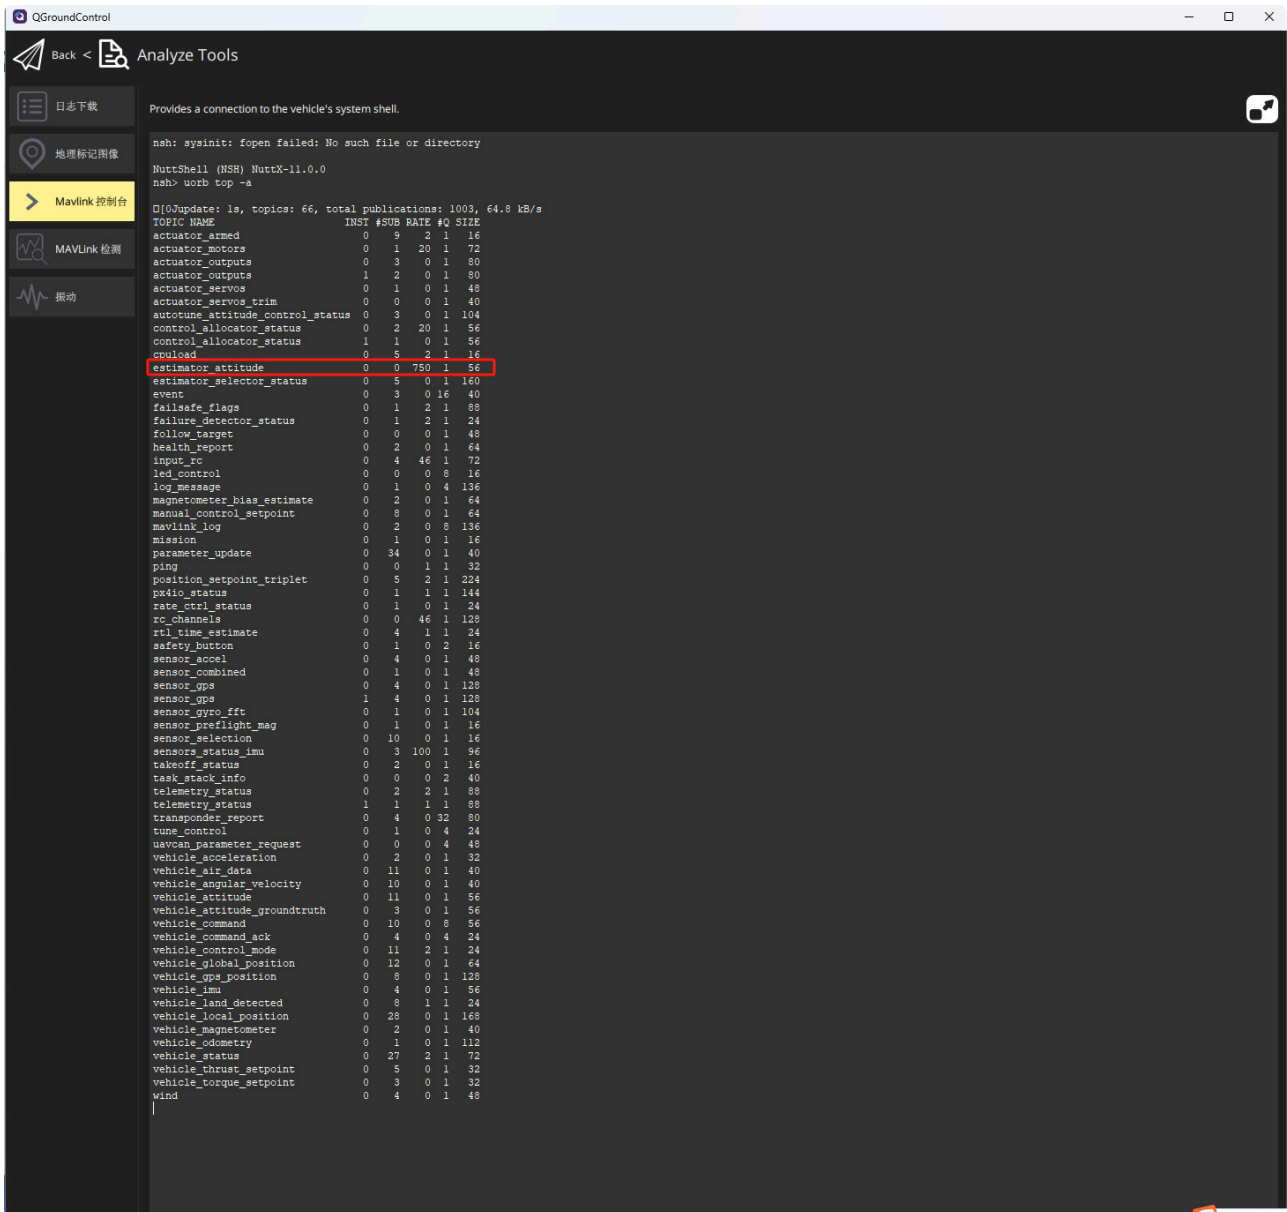 QGroundControl
Back < Analyze Tools
日志下载
地理标记图像
Mavlink 控制台
MAVLink 检测
振动
Provides a connection to the vehicle's system shell.
nsh: sysinit: fopen failed: No such file or directory
NuttShell (NSH) NuttX-11.0.0
nsh> uorb top -a
[0Jupdate: 1s, topics: 66, total publications: 1003, 64.8 kB/s
TOPIC NAME INST #SUB RATE #Q SIZE
actuator_armed 0 9 2 1 16
actuator_motors 0 1 20 1 72
actuator_outputs 0 3 0 1 80
actuator_outputs 1 2 0 1 80
actuator_servos 0 1 0 1 48
actuator_servos_trim 0 0 0 1 40
autotune_attitude_control_status 0 3 0 1 104
control_allocator_status 0 2 20 1 56
control_allocator_status 1 1 0 1 56
cpuload 0 5 2 1 16
estimator_attitude 0 0 750 1 56
estimator_selector_status 0 5 0 1 160
event 0 3 0 16 40
failsafe_flags 0 1 2 1 88
failure_detector_status 0 1 2 1 24
follow_target 0 0 0 1 48
health_report 0 2 0 1 64
input_rc 0 4 46 1 72
led_control 0 0 0 8 16
log_message 0 1 0 4 136
magnetometer_bias_estimate 0 2 0 1 64
manual_control_setpoint 0 8 0 1 64
mavlink_log 0 2 0 8 136
mission 0 1 0 1 16
parameter_update 0 34 0 1 40
ping 0 0 1 1 32
position_setpoint_triplet 0 5 2 1 224
px4io_status 0 1 1 1 144
rate_ctrl_status 0 1 0 1 24
rc_channels 0 0 46 1 128
rtl_time_estimate 0 4 1 1 24
safety_button 0 1 0 2 16
sensor_accel 0 4 0 1 48
sensor_combined 0 1 0 1 48
sensor_gps 0 4 0 1 128
sensor_gps 1 4 0 1 128
sensor_gyro_fft 0 1 0 1 104
sensor_preflight_mag 0 1 0 1 16
sensor_selection 0 10 0 1 16
sensors_status_imu 0 3 100 1 96
takeoff_status 0 2 0 1 16
task_stack_info 0 0 0 2 40
telemetry_status 0 2 2 1 88
telemetry_status 1 1 1 1 88
transponder_report 0 4 0 32 80
tune_control 0 1 0 4 24
uavcan_parameter_request 0 0 0 4 48
vehicle_acceleration 0 2 0 1 32
vehicle_air_data 0 11 0 1 40
vehicle_angular_velocity 0 10 0 1 40
vehicle_attitude 0 11 0 1 56
vehicle_attitude_groundtruth 0 3 0 1 56
vehicle_command 0 10 0 8 56
vehicle_command_ack 0 4 0 4 24
vehicle_control_mode 0 11 2 1 24
vehicle_global_position 0 12 0 1 64
vehicle_gps_position 0 8 0 1 128
vehicle_imu 0 4 0 1 56
vehicle_land_detected 0 8 1 1 24
vehicle_local_position 0 28 0 1 168
vehicle_magnetometer 0 2 0 1 40
vehicle_odometry 0 1 0 1 112
vehicle_status 0 27 2 1 72
vehicle_thrust_setpoint 0 5 0 1 32
vehicle_torque_setpoint 0 3 0 1 32
wind 0 4 0 1 48